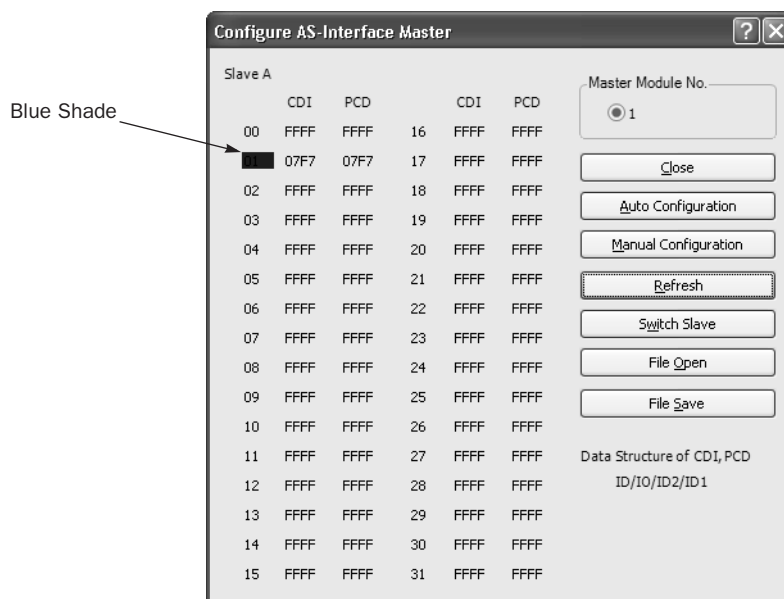 Configure AS-Interface Master
Slave A
CDI PCD CDI PCD
Blue Shade
00 FFFF FFFF 16 FFFF FFFF
01 07F7 07F7 17 FFFF FFFF
02 FFFF FFFF 18 FFFF FFFF
03 FFFF FFFF 19 FFFF FFFF
04 FFFF FFFF 20 FFFF FFFF
05 FFFF FFFF 21 FFFF FFFF
06 FFFF FFFF 22 FFFF FFFF
07 FFFF FFFF 23 FFFF FFFF
08 FFFF FFFF 24 FFFF FFFF
09 FFFF FFFF 25 FFFF FFFF
10 FFFF FFFF 26 FFFF FFFF
11 FFFF FFFF 27 FFFF FFFF
12 FFFF FFFF 28 FFFF FFFF
13 FFFF FFFF 29 FFFF FFFF
14 FFFF FFFF 30 FFFF FFFF
15 FFFF FFFF 31 FFFF FFFF
Master Module No.
1
Close
Auto Configuration
Manual Configuration
Refresh
Switch Slave
File Open
File Save
Data Structure of CDI, PCD
ID/IO/ID2/ID1